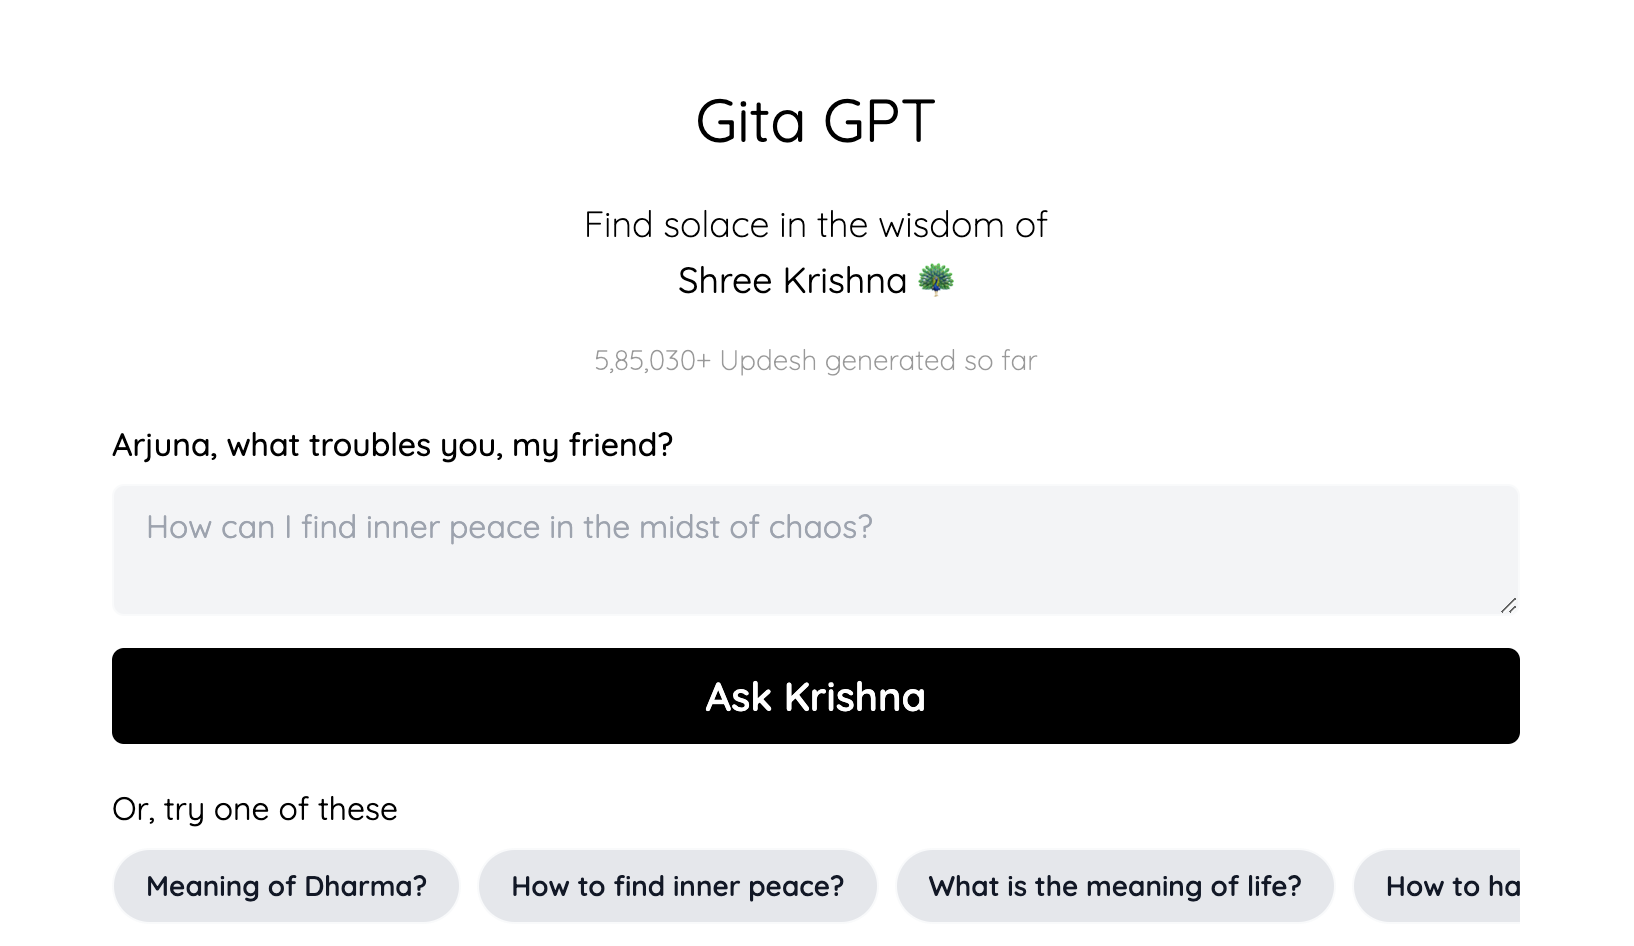 Gita GPT
Find solace in the wisdom of
Shree Krishna 🦚
5,85,030+ Updesh generated so far
Arjuna, what troubles you, my friend?
How can I find inner peace in the midst of chaos?
Ask Krishna
Or, try one of these
Meaning of Dharma? How to find inner peace? What is the meaning of life? How to ha